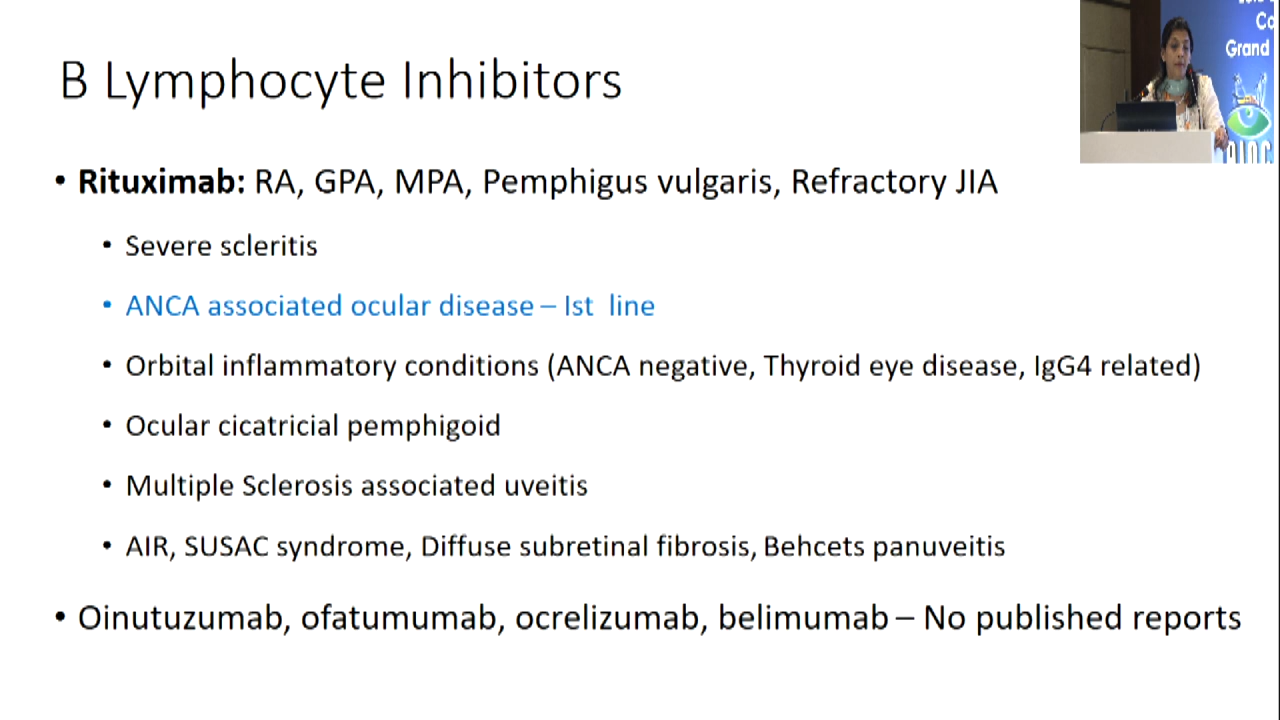 B Lymphocyte Inhibitors
• Rituximab: RA, GPA, MPA, Pemphigus vulgaris, Refractory JIA
• Severe scleritis
• ANCA associated ocular disease – Ist line
• Orbital inflammatory conditions (ANCA negative, Thyroid eye disease, IgG4 related)
• Ocular cicatricial pemphigoid
• Multiple Sclerosis associated uveitis
• AIR, SUSAC syndrome, Diffuse subretinal fibrosis, Behcets panuveitis
• Oinutuzumab, ofatumumab, ocrelizumab, belimumab – No published reports
Co
Grand